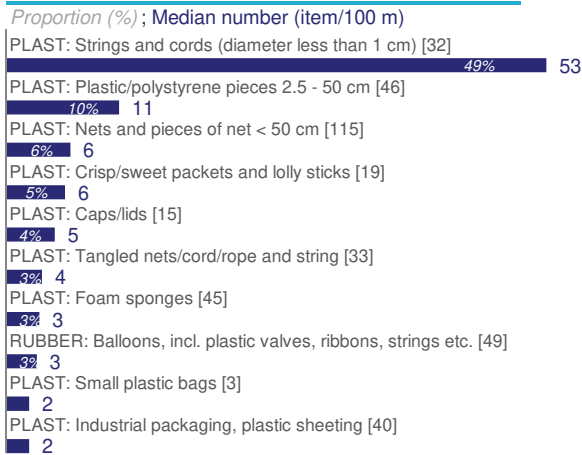 Proportion (%) ; Median number (item/100 m)
PLAST: Strings and cords (diameter less than 1 cm) [32]
49% 53
PLAST: Plastic/polystyrene pieces 2.5 - 50 cm [46]
10% 11
PLAST: Nets and pieces of net < 50 cm [115]
6% 6
PLAST: Crisp/sweet packets and lolly sticks [19]
5% 6
PLAST: Caps/lids [15]
4% 5
PLAST: Tangled nets/cord/rope and string [33]
3% 4
PLAST: Foam sponges [45]
3% 3
RUBBER: Balloons, incl. plastic valves, ribbons, strings etc. [49]
3% 3
PLAST: Small plastic bags [3]
2
PLAST: Industrial packaging, plastic sheeting [40]
2